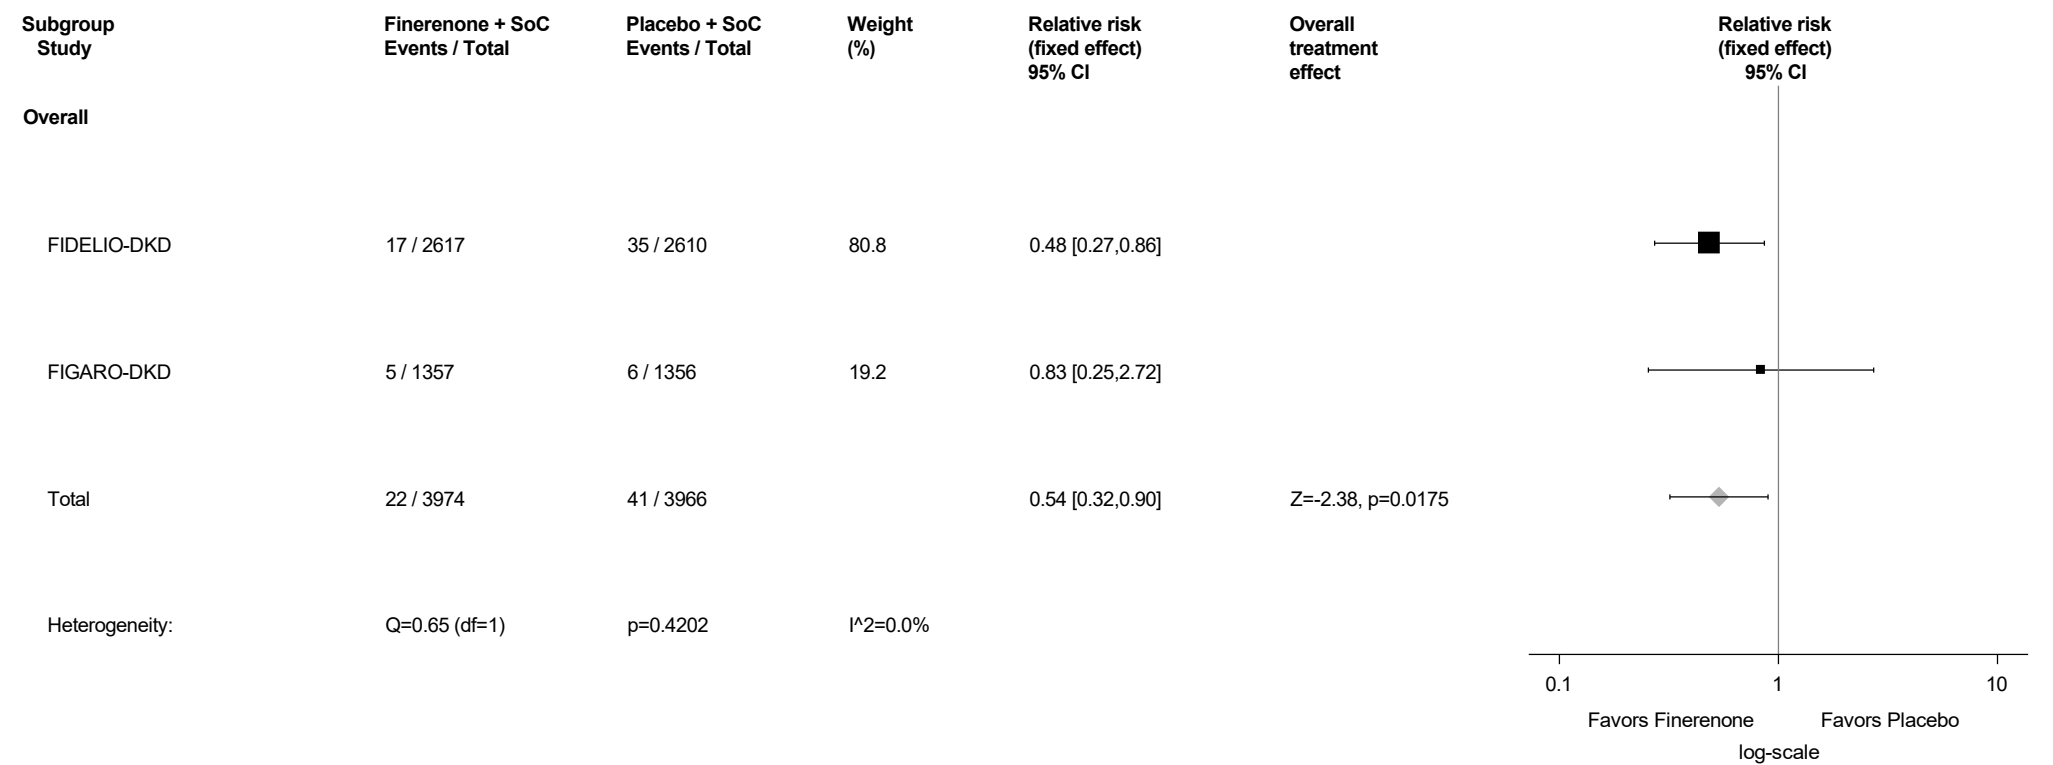 Subgroup Finerenone + SoC Placebo + SoC Weight Relative risk Overall Relative risk
Study Events / Total Events / Total (%) (fixed effect) treatment (fixed effect)
95% CI effect 95% CI
Overall
FIDELIO-DKD 17 / 2617 35 / 2610 80.8 0.48 [0.27,0.86]
FIGARO-DKD 5 / 1357 6 / 1356 19.2 0.83 [0.25,2.72]
Total 22 / 3974 41 / 3966 0.54 [0.32,0.90] Z=-2.38, p=0.0175
Heterogeneity: Q=0.65 (df=1) p=0.4202 I^2=0.0%
0.1 1 10
Favors Finerenone Favors Placebo
log-scale